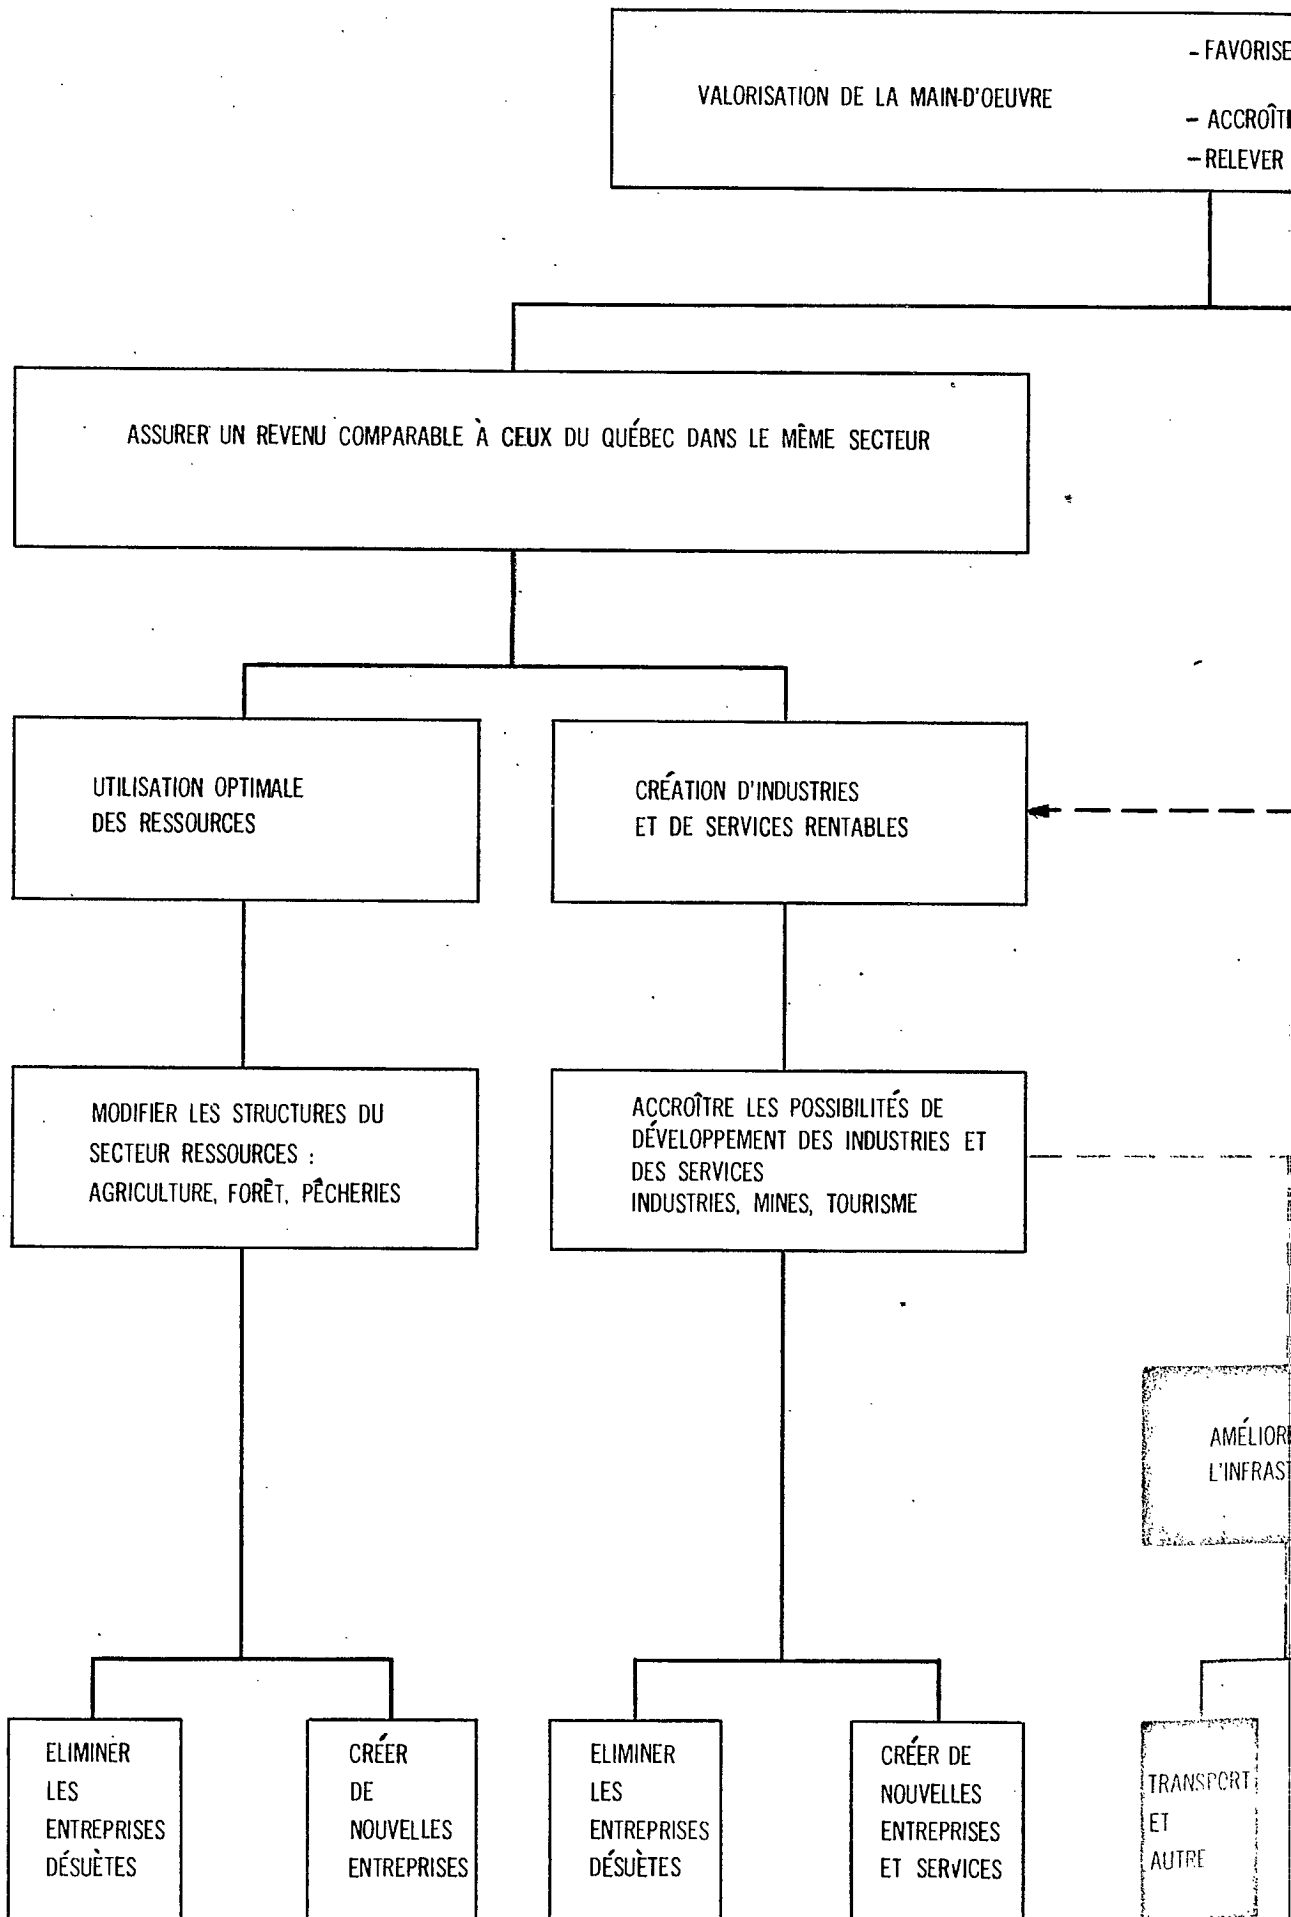 VALORISATION DE LA MAIN-D'OEUVRE
- FAVORISE
- ACCROÎT
- RELEVER
ASSURER UN REVENU COMPARABLE À CEUX DU QUÉBEC DANS LE MÊME SECTEUR
UTILISATION OPTIMALE
DES RESSOURCES
CRÉATION D'INDUSTRIES
ET DE SERVICES RENTABLES
MODIFIER LES STRUCTURES DU
SECTEUR RESSOURCES :
AGRICULTURE, FORÊT, PÊCHERIES
ACCROÎTRE LES POSSIBILITÉS DE
DÉVELOPPEMENT DES INDUSTRIES ET
DES SERVICES
INDUSTRIES, MINES, TOURISME
AMÉLIOR
L'INFRAST
ELIMINER
LES
ENTREPRISES
DÉSUÈTES
CRÉER
DE
NOUVELLES
ENTREPRISES
ELIMINER
LES
ENTREPRISES
DÉSUÈTES
CRÉER DE
NOUVELLES
ENTREPRISES
ET SERVICES
TRANSPORT
ET
AUTRE